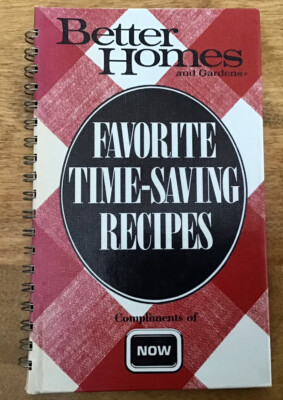 Better
Homes
and Gardens®
FAVORITE
TIME-SAVING
RECIPES
Compliments of
NOW